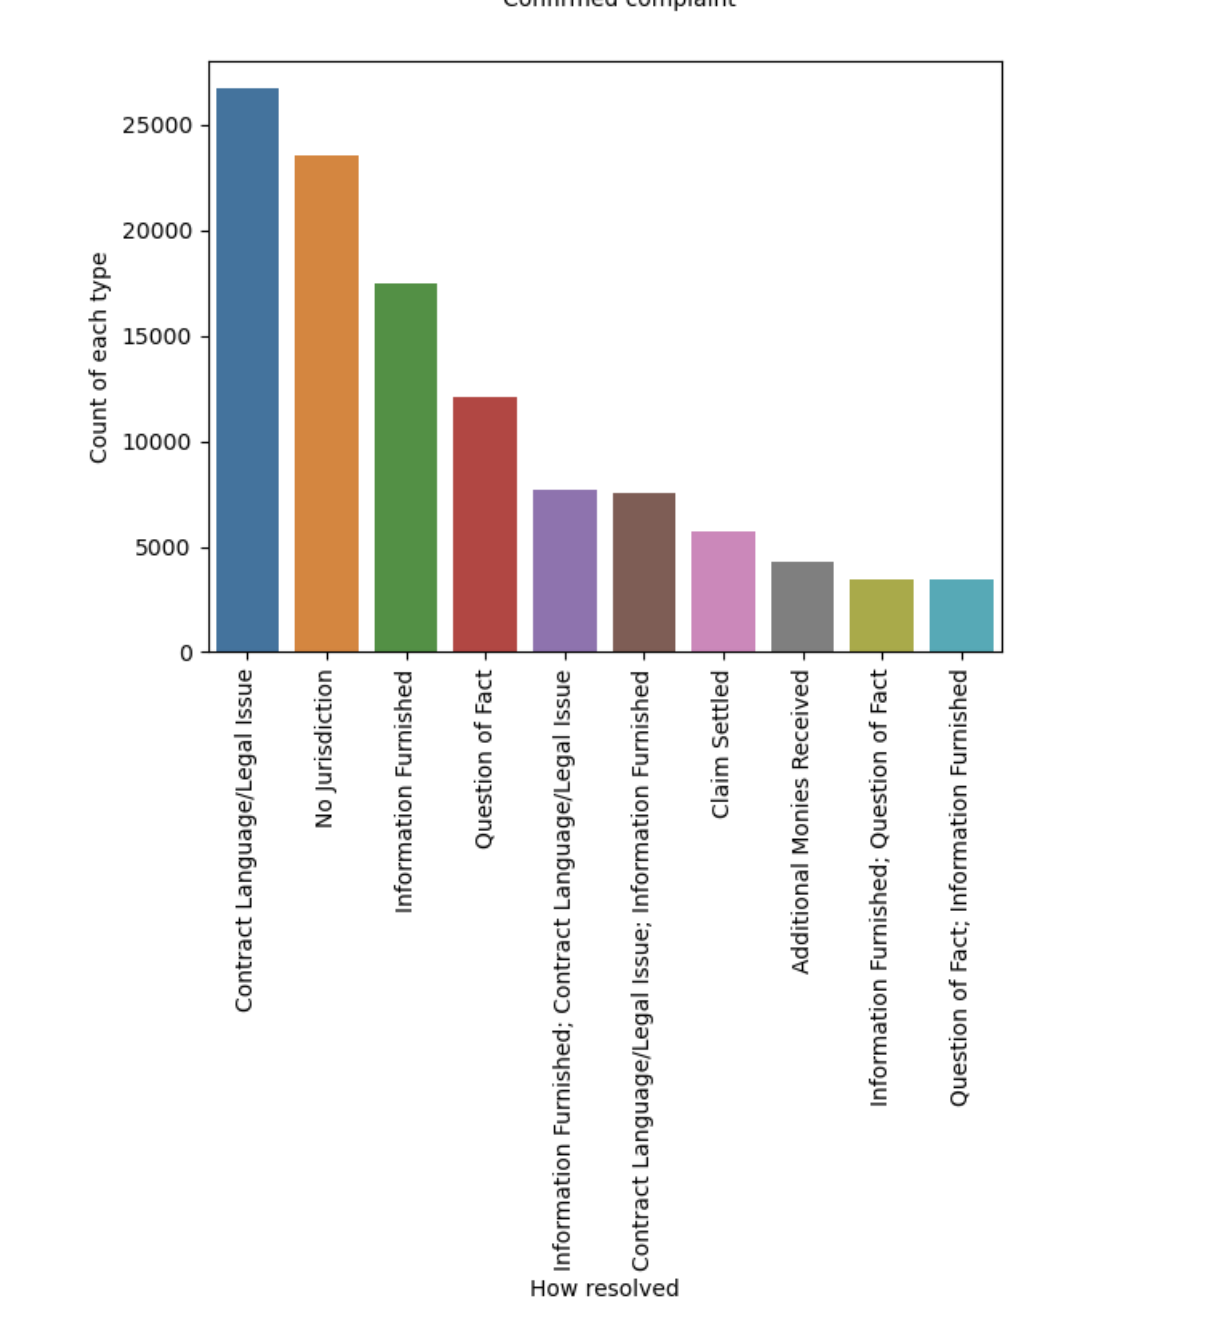 Confirmed complaint
25000
20000
15000
10000
5000
0
Count of each type
Contract Language/Legal Issue
No Jurisdiction
Information Furnished
Question of Fact
Information Furnished; Contract Language/Legal Issue
Contract Language/Legal Issue; Information Furnished
Claim Settled
Additional Monies Received
Information Furnished; Question of Fact
Question of Fact; Information Furnished
How resolved